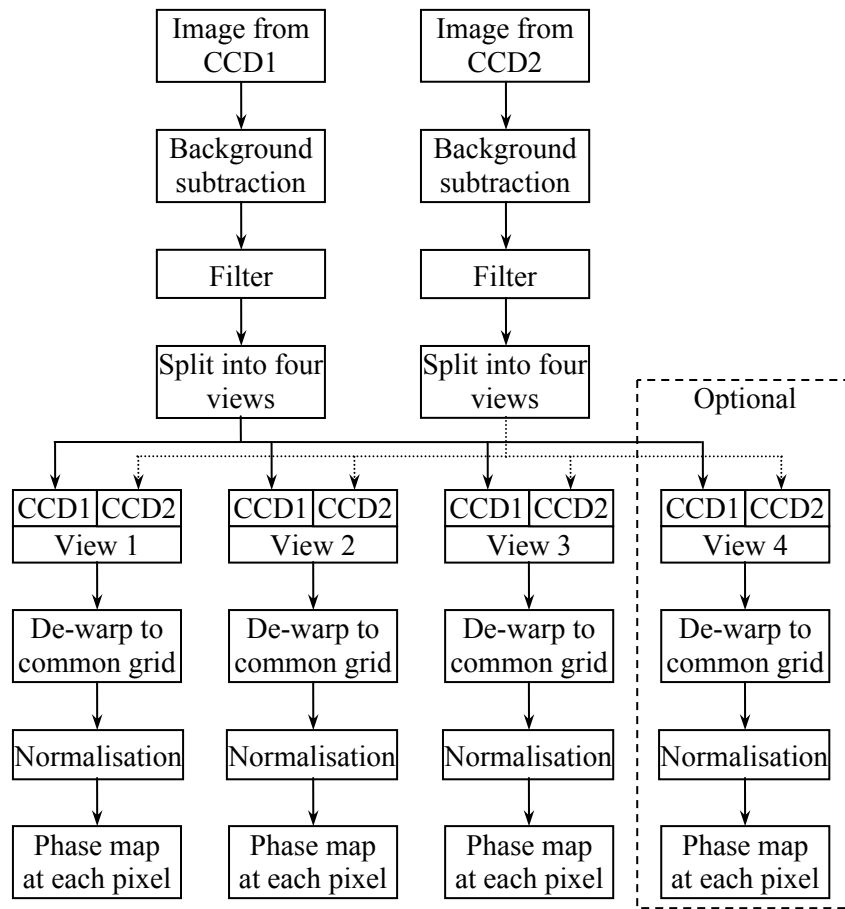 Image from
CCD1
Image from
CCD2
Background
subtraction
Background
subtraction
Filter
Filter
Split into four
views
Split into four
views
Optional
CCD1 CCD2
View 1
CCD1 CCD2
View 2
CCD1 CCD2
View 3
CCD1 CCD2
View 4
De-warp to
common grid
De-warp to
common grid
De-warp to
common grid
De-warp to
common grid
Normalisation
Normalisation
Normalisation
Normalisation
Phase map
at each pixel
Phase map
at each pixel
Phase map
at each pixel
Phase map
at each pixel